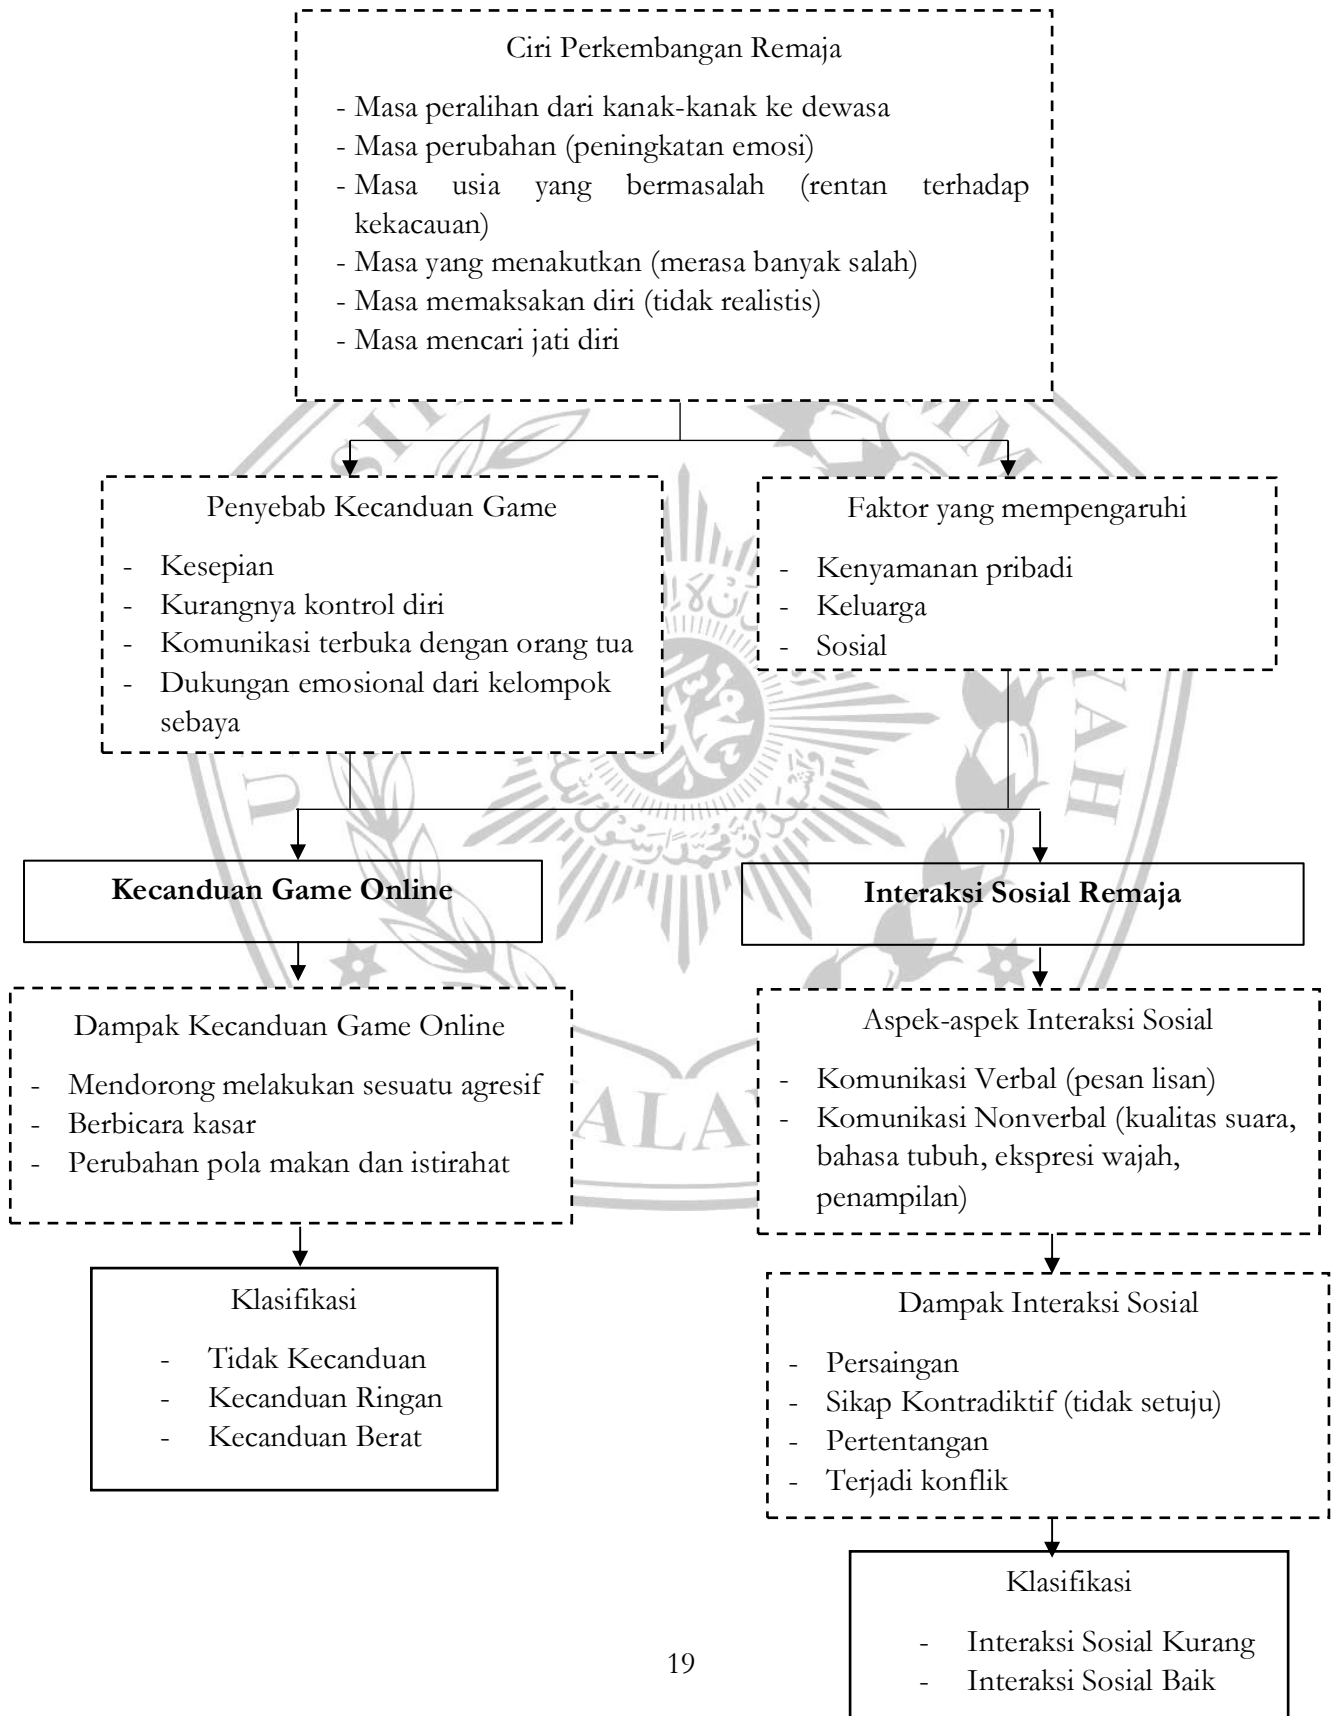 Ciri Perkembangan Remaja
- Masa peralihan dari kanak-kanak ke dewasa
- Masa perubahan (peningkatan emosi)
- Masa usia yang bermasalah (rentan terhadap
kekacauan)
- Masa yang menakutkan (merasa banyak salah)
- Masa memaksakan diri (tidak realistis)
- Masa mencari jati diri
Penyebab Kecanduan Game
- Kesepian
- Kurangnya kontrol diri
- Komunikasi terbuka dengan orang tua
- Dukungan emosional dari kelompok
sebaya
Faktor yang mempengaruhi
- Kenyamanan pribadi
- Keluarga
- Sosial
Kecanduan Game Online
Interaksi Sosial Remaja
Dampak Kecanduan Game Online
- Mendorong melakukan sesuatu agresif
- Berbicara kasar
- Perubahan pola makan dan istirahat
Aspek-aspek Interaksi Sosial
- Komunikasi Verbal (pesan lisan)
- Komunikasi Nonverbal (kualitas suara,
bahasa tubuh, ekspresi wajah,
penampilan)
Klasifikasi
- Tidak Kecanduan
- Kecanduan Ringan
- Kecanduan Berat
Dampak Interaksi Sosial
- Persaingan
- Sikap Kontradiktif (tidak setuju)
- Pertentangan
- Terjadi konflik
Klasifikasi
- Interaksi Sosial Kurang
- Interaksi Sosial Baik
19